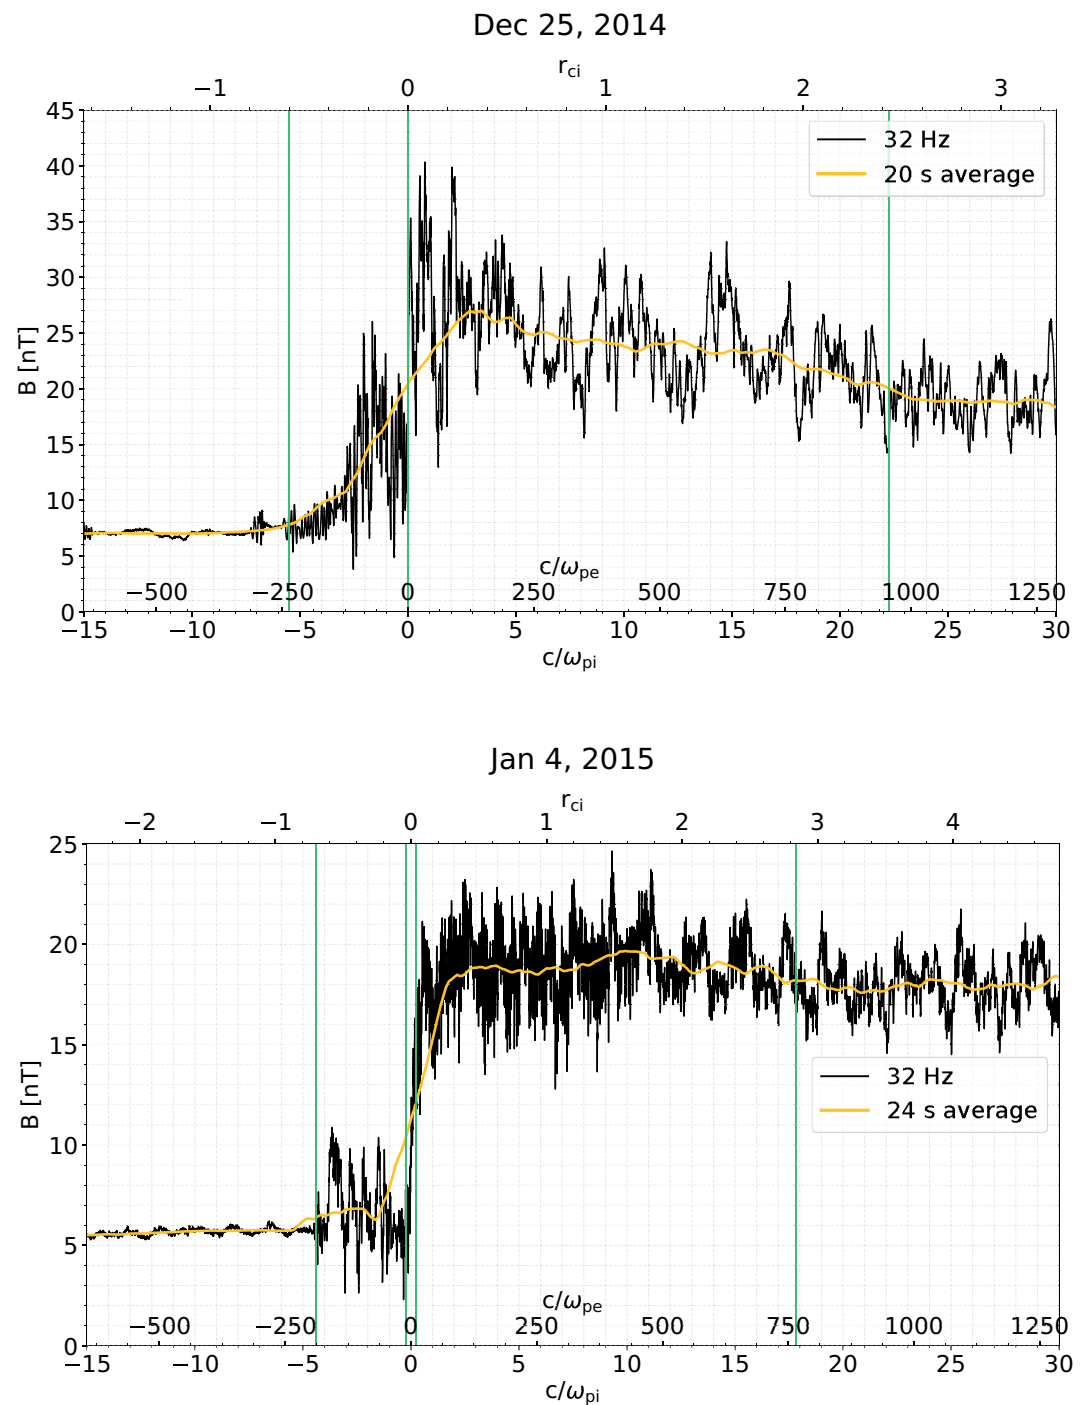 Dec 25, 2014
r_ci
−1 0 1 2 3
45
40
35
30
25
20
15
10
5
0
B [nT]
32 Hz
20 s average
c/ω_pe
−500 −250 0 250 500 750 1000 1250
−15 −10 −5 0 5 10 15 20 25 30
c/ω_pi
Jan 4, 2015
r_ci
−2 −1 0 1 2 3 4
25
20
15
10
5
0
B [nT]
32 Hz
24 s average
c/ω_pe
−500 −250 0 250 500 750 1000 1250
−15 −10 −5 0 5 10 15 20 25 30
c/ω_pi